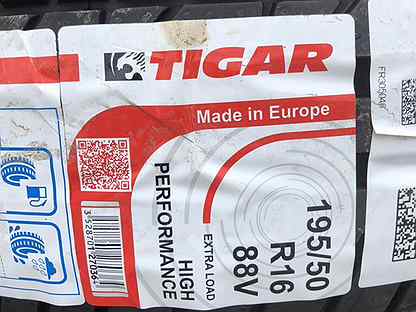 TIGAR
Made in Europe
195/50
R16
88V
EXTRA LOAD
HIGH
PERFORMANCE